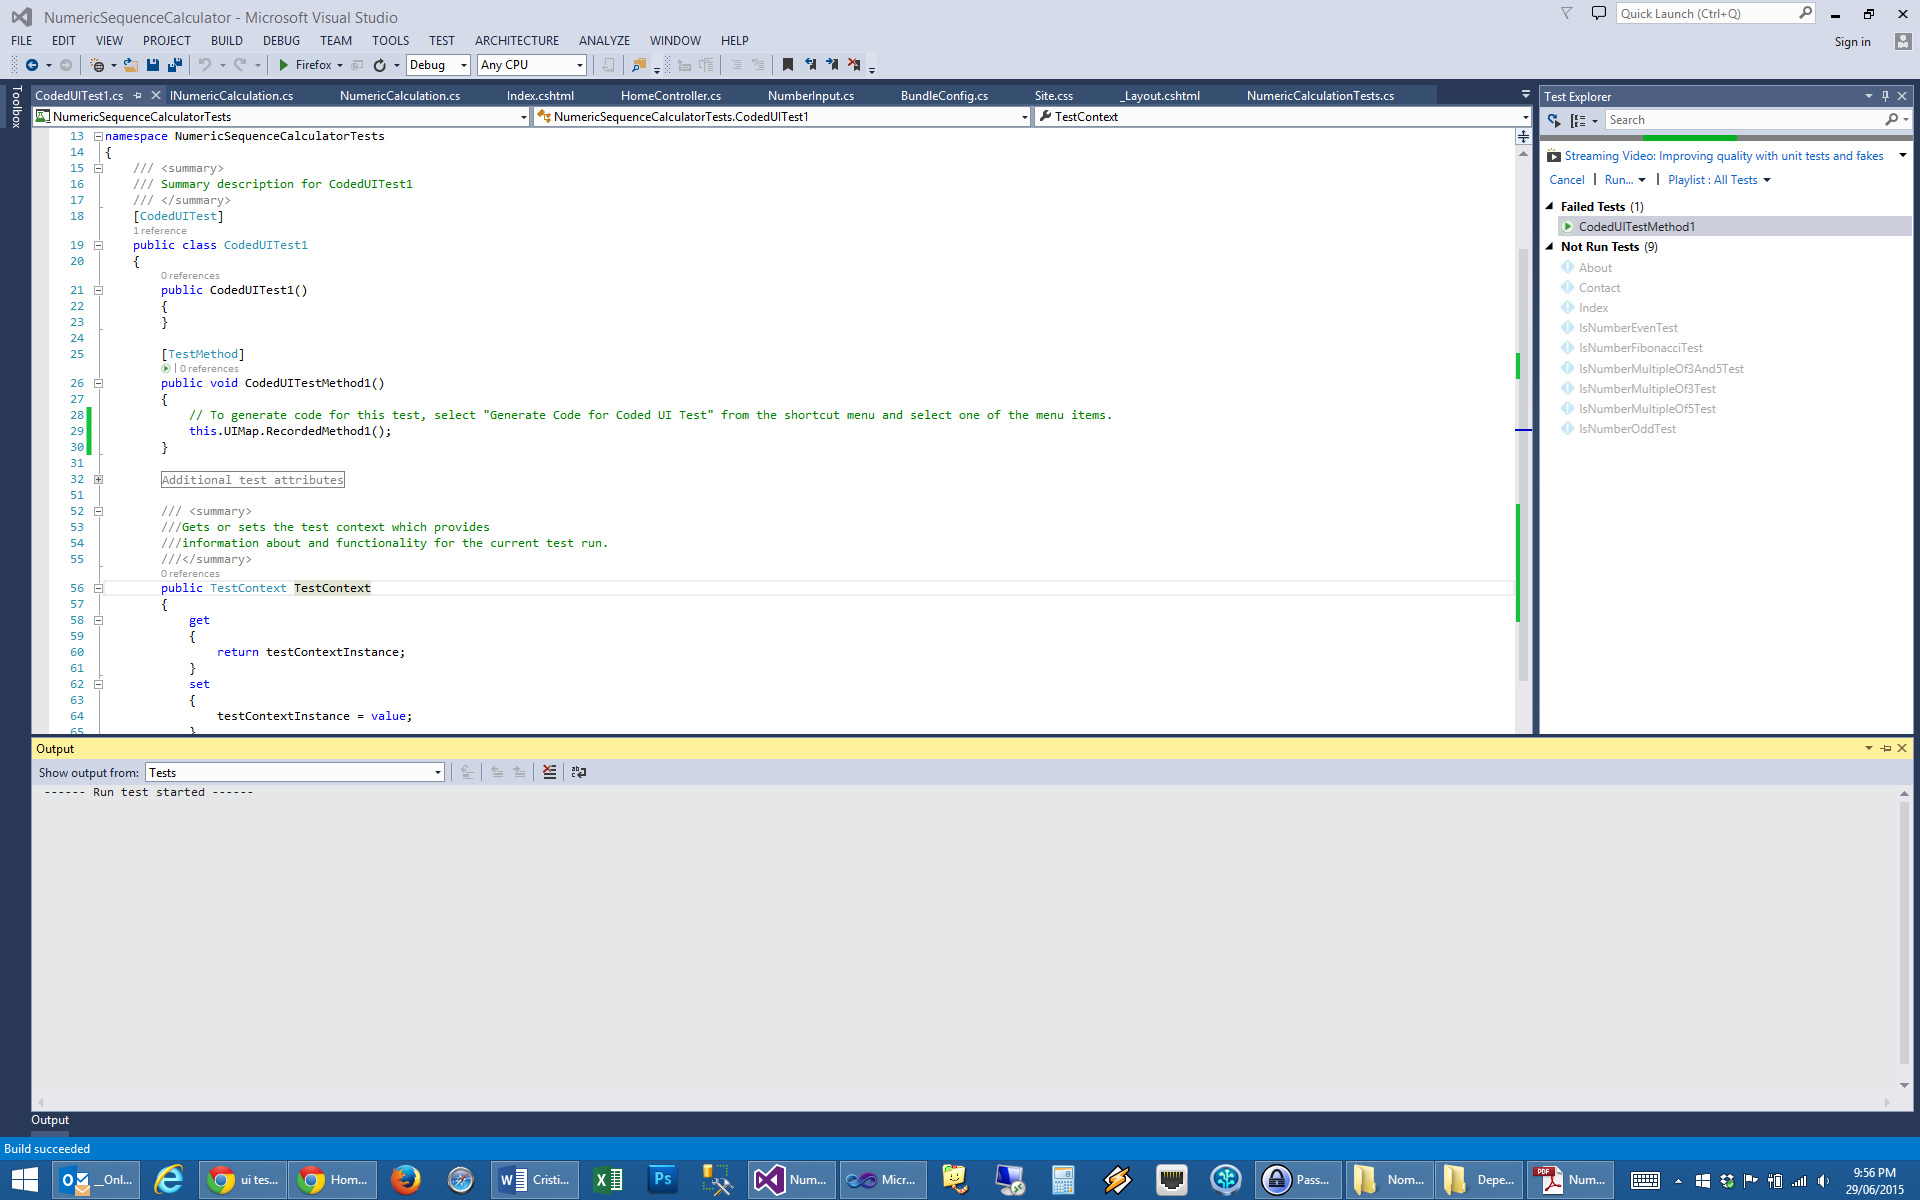 NumericSequenceCalculator - Microsoft Visual Studio
Quick Launch (Ctrl+Q)
FILE EDIT VIEW PROJECT BUILD DEBUG TEAM TOOLS TEST ARCHITECTURE ANALYZE WINDOW HELP
Sign in
Firefox Debug Any CPU
Toolbox
CodedUITest1.cs INumericCalculation.cs NumericCalculation.cs Index.cshtml HomeController.cs NumberInput.cs BundleConfig.cs Site.css _Layout.cshtml NumericCalculationTests.cs
NumericSequenceCalculatorTests NumericSequenceCalculatorTests.CodedUITest1 TestContext
13 namespace NumericSequenceCalculatorTests
14 {
15 /// <summary>
16 /// Summary description for CodedUITest1
17 /// </summary>
18 [CodedUITest]
1 reference
19 public class CodedUITest1
20 {
0 references
21 public CodedUITest1()
22 {
23 }
24
25 [TestMethod]
| 0 references
26 public void CodedUITestMethod1()
27 {
28 // To generate code for this test, select "Generate Code for Coded UI Test" from the shortcut menu and select one of the menu items.
29 this.UIMap.RecordedMethod1();
30 }
31
32 Additional test attributes
51
52 /// <summary>
53 ///Gets or sets the test context which provides
54 ///information about and functionality for the current test run.
55 ///</summary>
0 references
56 public TestContext TestContext
57 {
58 get
59 {
60 return testContextInstance;
61 }
62 set
63 {
64 testContextInstance = value;
65 }
Test Explorer
Search
Streaming Video: Improving quality with unit tests and fakes
Cancel | Run... | Playlist : All Tests
Failed Tests (1)
CodedUITestMethod1
Not Run Tests (9)
About
Contact
Index
IsNumberEvenTest
IsNumberFibonacciTest
IsNumberMultipleOf3And5Test
IsNumberMultipleOf3Test
IsNumberMultipleOf5Test
IsNumberOddTest
Output
Show output from: Tests
------ Run test started ------
Output
Build succeeded
_Onl... ui tes... Hom... Cristi... Ps Num... Micr... Pass... Nom... Depe... PDF Num...
9:56 PM
29/06/2015